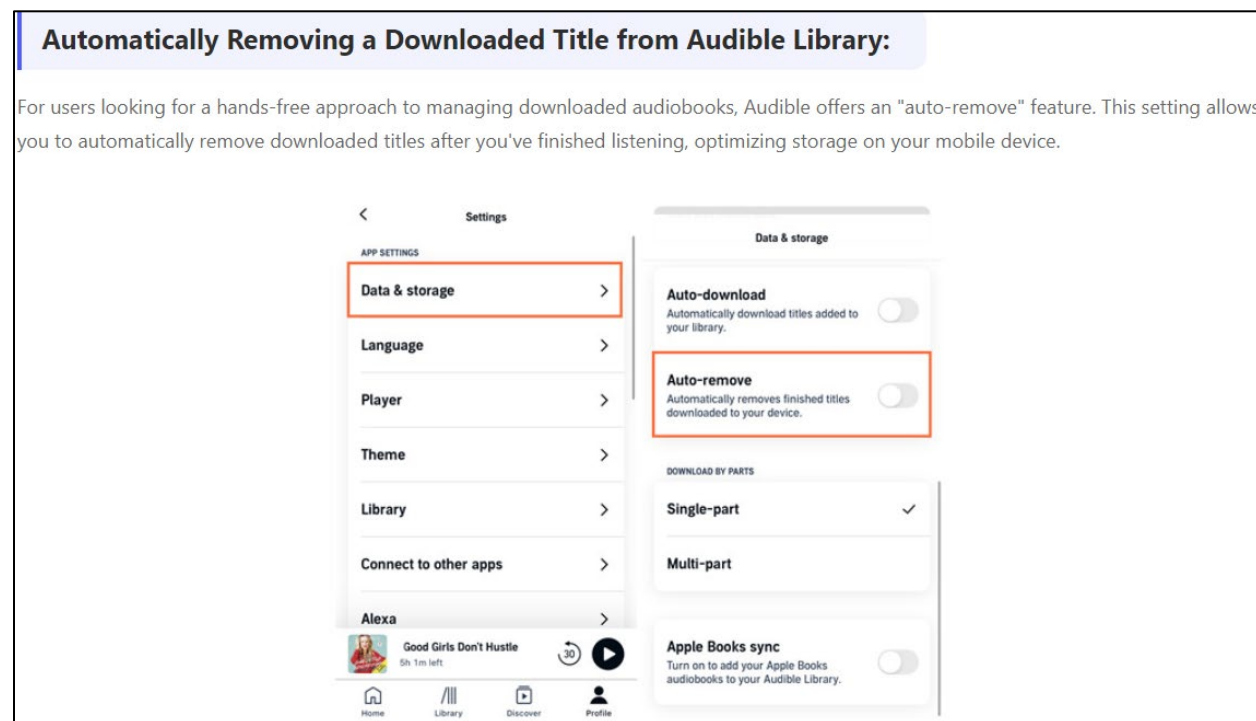 Automatically Removing a Downloaded Title from Audible Library:
For users looking for a hands-free approach to managing downloaded audiobooks, Audible offers an "auto-remove" feature. This setting allows
you to automatically remove downloaded titles after you've finished listening, optimizing storage on your mobile device.
Settings
APP SETTINGS
Data & storage
Language
Player
Theme
Library
Connect to other apps
Alexa
Good Girls Don't Hustle
5h 1m left
30
Home
Library
Discover
Profile
Data & storage
Auto-download
Automatically download titles added to
your library.
Auto-remove
Automatically removes finished titles
downloaded to your device.
DOWNLOAD BY PARTS
Single-part
Multi-part
Apple Books sync
Turn on to add your Apple Books
audiobooks to your Audible Library.